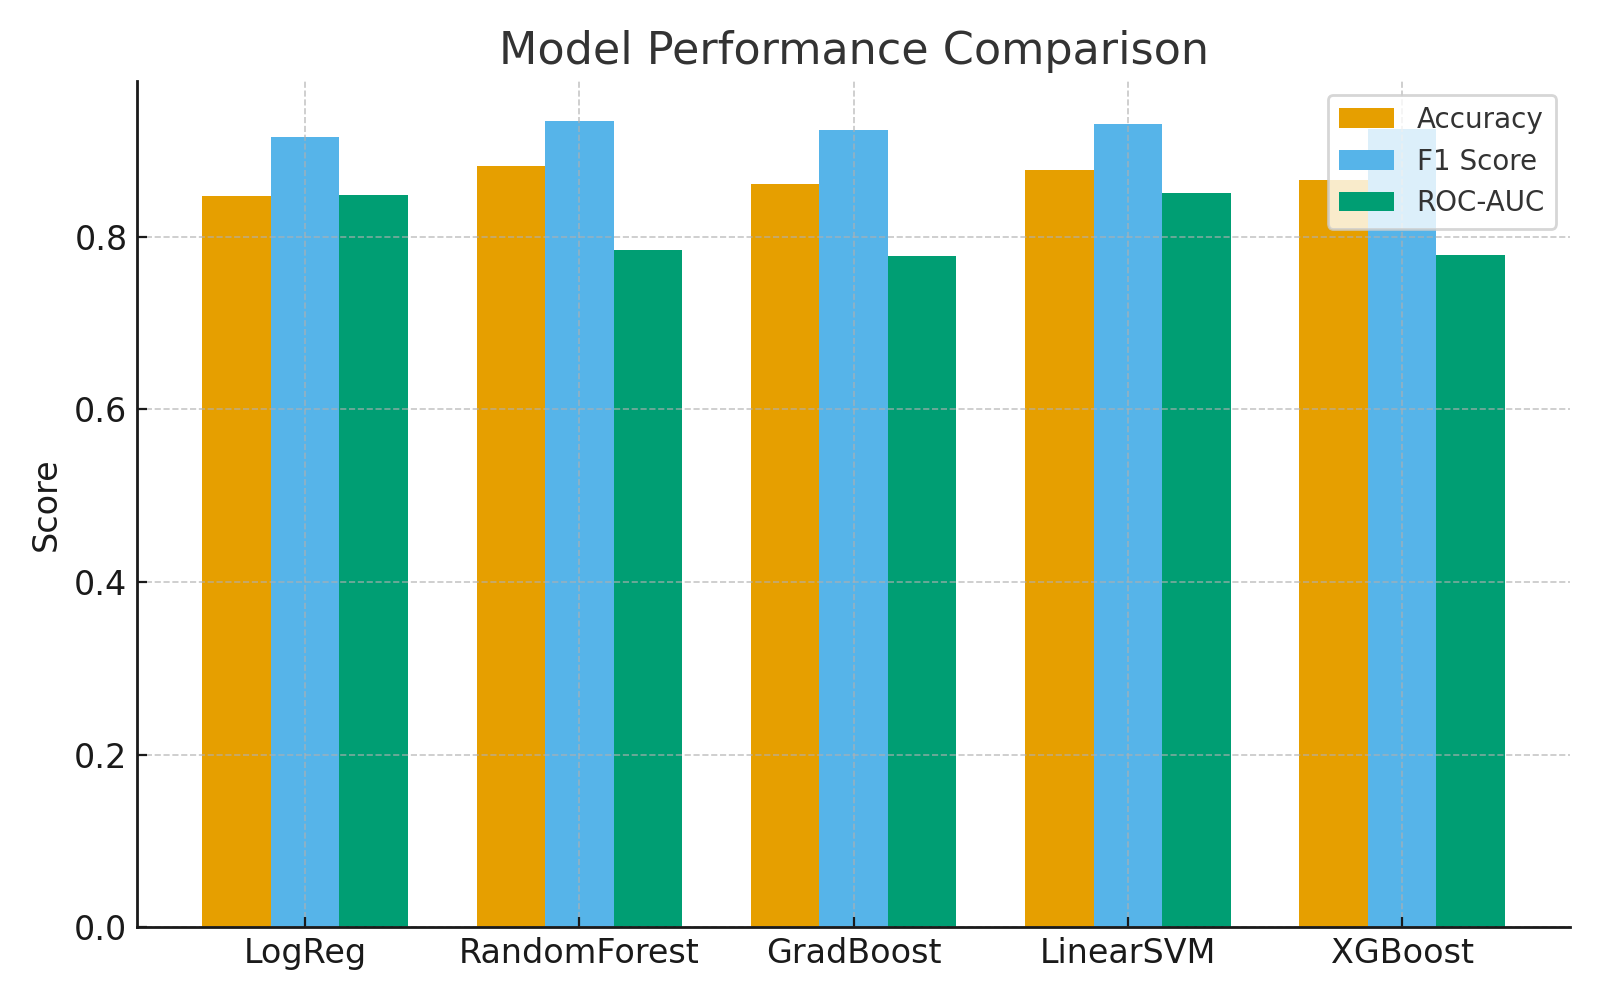 Model Performance Comparison
Accuracy
F1 Score
ROC-AUC
Score
0.8
0.6
0.4
0.2
0.0
LogReg RandomForest GradBoost LinearSVM XGBoost